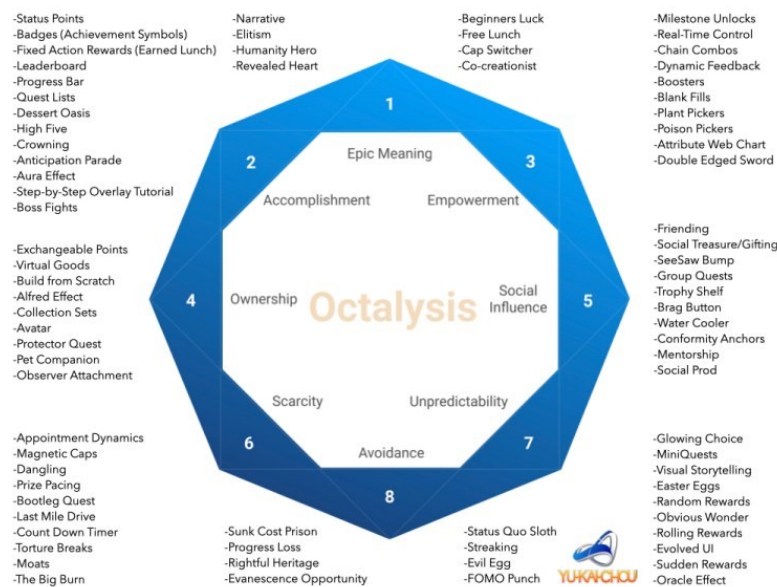 -Status Points
-Badges (Achievement Symbols)
-Fixed Action Rewards (Earned Lunch)
-Leaderboard
-Progress Bar
-Quest Lists
-Dessert Oasis
-High Five
-Crowning
-Anticipation Parade
-Aura Effect
-Step-by-Step Overlay Tutorial
-Boss Fights
-Narrative
-Elitism
-Humanity Hero
-Revealed Heart
-Beginners Luck
-Free Lunch
-Cap Switcher
-Co-creationist
-Milestone Unlocks
-Real-Time Control
-Chain Combos
-Dynamic Feedback
-Boosters
-Blank Fills
-Plant Pickers
-Poison Pickers
-Attribute Web Chart
-Double Edged Sword
1
Epic Meaning
2
Accomplishment
3
Empowerment
-Exchangeable Points
-Virtual Goods
-Build from Scratch
-Alfred Effect
-Collection Sets
-Avatar
-Protector Quest
-Pet Companion
-Observer Attachment
4
Ownership
Octalysis
Social
Influence
5
-Friending
-Social Treasure/Gifting
-SeeSaw Bump
-Group Quests
-Trophy Shelf
-Brag Button
-Water Cooler
-Conformity Anchors
-Mentorship
-Social Prod
Scarcity
6
Unpredictability
7
Avoidance
8
-Appointment Dynamics
-Magnetic Caps
-Dangling
-Prize Pacing
-Bootleg Quest
-Last Mile Drive
-Count Down Timer
-Torture Breaks
-Moats
-The Big Burn
-Sunk Cost Prison
-Progress Loss
-Rightful Heritage
-Evanescence Opportunity
-Status Quo Sloth
-Streaking
-Evil Egg
-FOMO Punch
YU-KAI CHOU
-Glowing Choice
-MiniQuests
-Visual Storytelling
-Easter Eggs
-Random Rewards
-Obvious Wonder
-Rolling Rewards
-Evolved UI
-Sudden Rewards
-Oracle Effect